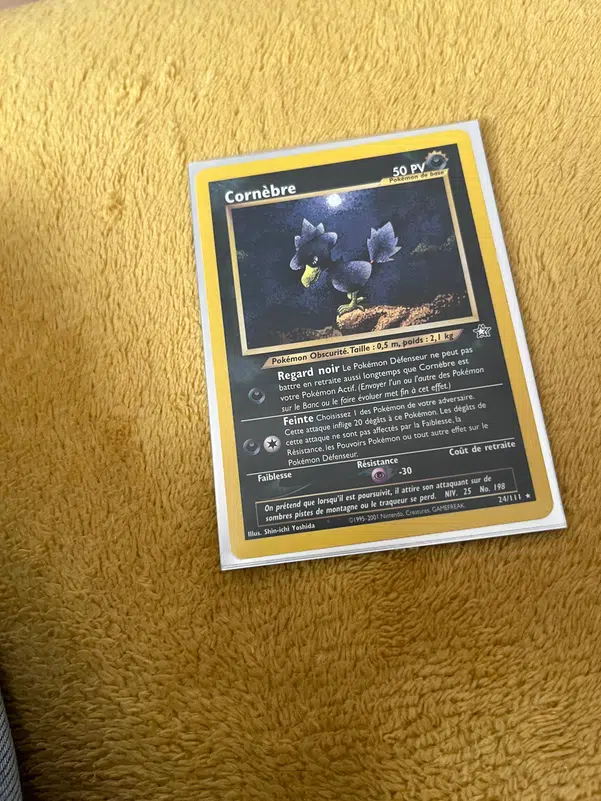 Cornèbre
50 PV
Pokémon de base
Pokémon Obscurité. Taille : 0,5 m, poids : 2,1 kg
Regard noir Le Pokémon Défenseur ne peut pas
battre en retraite aussi longtemps que Cornèbre est
votre Pokémon Actif. (Envoyer l'un ou l'autre des Pokémon
sur le Banc ou le faire évoluer met fin à cet effet.)
Feinte Choisissez 1 des Pokémon de votre adversaire.
Cette attaque inflige 20 dégâts à ce Pokémon. Les dégâts de
cette attaque ne sont pas affectés par la Faiblesse, la
Résistance, les Pouvoirs Pokémon ou tout autre effet sur le
Pokémon Défenseur.
Faiblesse
Résistance
-30
Coût de retraite
On prétend que lorsqu'il est poursuivit, il attire son attaquant sur de
sombres pistes de montagne ou le traqueur se perd. NIV. 25 No. 198
Illus. Shin-ichi Yoshida
©1995-2001 Nintendo, Creatures, GAMEFREAK.
24/111 ★